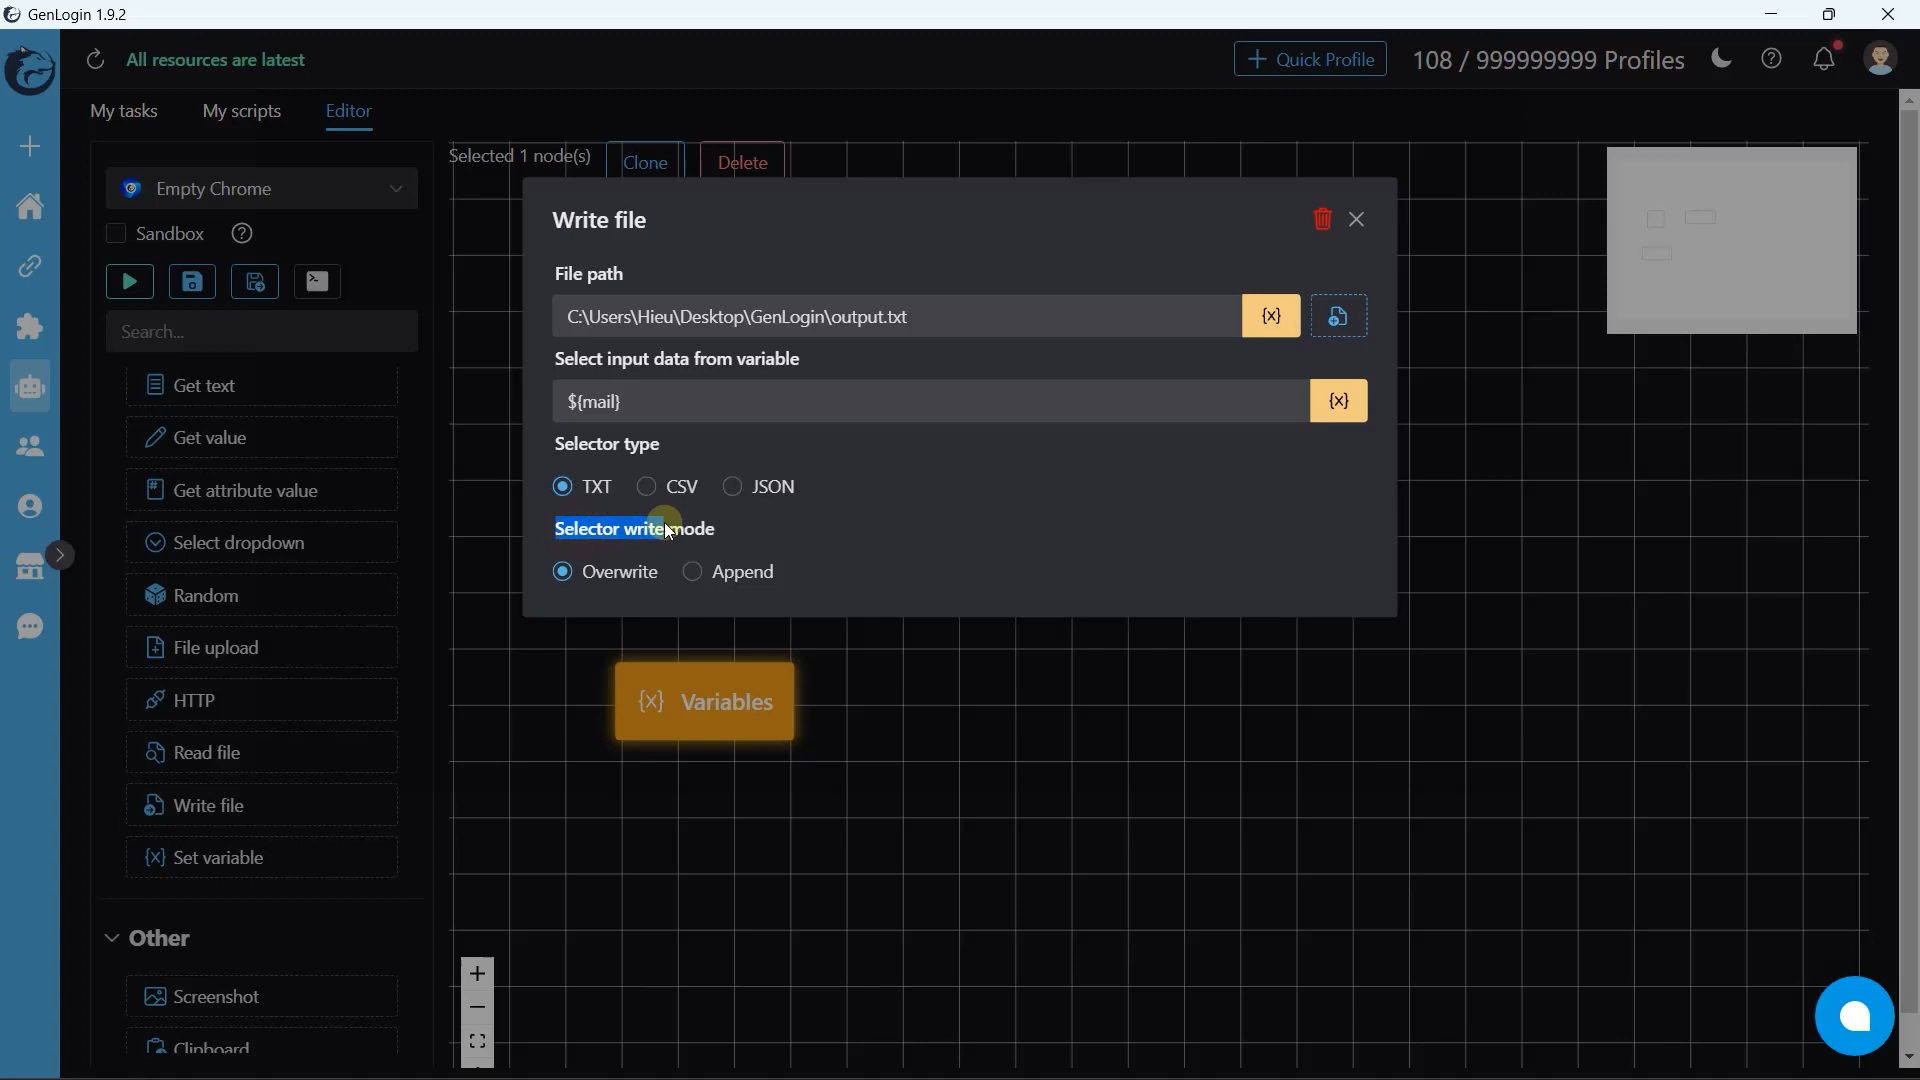 GenLogin 1.9.2
All resources are latest
Quick Profile
108 / 999999999 Profiles
My tasks
My scripts
Editor
Selected 1 node(s)
Clone
Delete
Empty Chrome
Sandbox
Search...
Get text
Get value
Get attribute value
Select dropdown
Random
File upload
HTTP
Read file
Write file
{x} Set variable
Other
Screenshot
Clipboard
Write file
File path
C:\Users\Hieu\Desktop\GenLogin\output.txt
{x}
Select input data from variable
${mail}
{x}
Selector type
TXT
CSV
JSON
Selector write mode
Overwrite
Append
{x} Variables